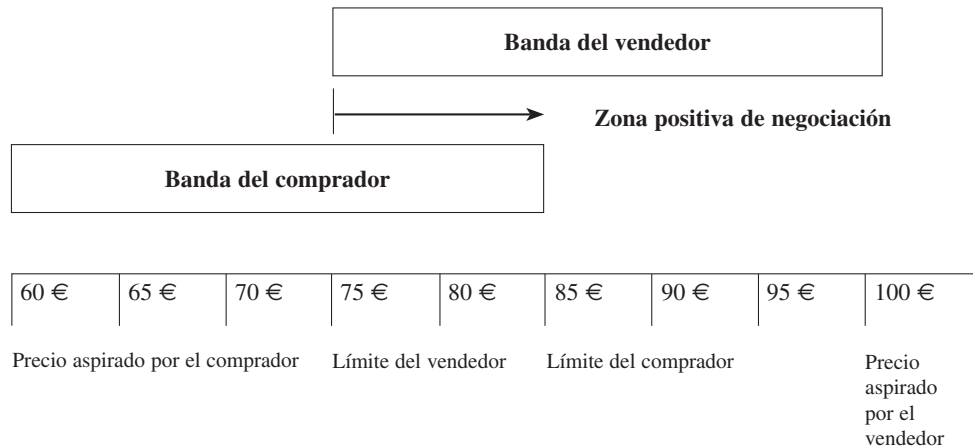 Banda del vendedor
Zona positiva de negociación
Banda del comprador
60 € 65 € 70 € 75 € 80 € 85 € 90 € 95 € 100 €
Precio aspirado por el comprador
Límite del vendedor
Límite del comprador
Precio
aspirado
por el
vendedor